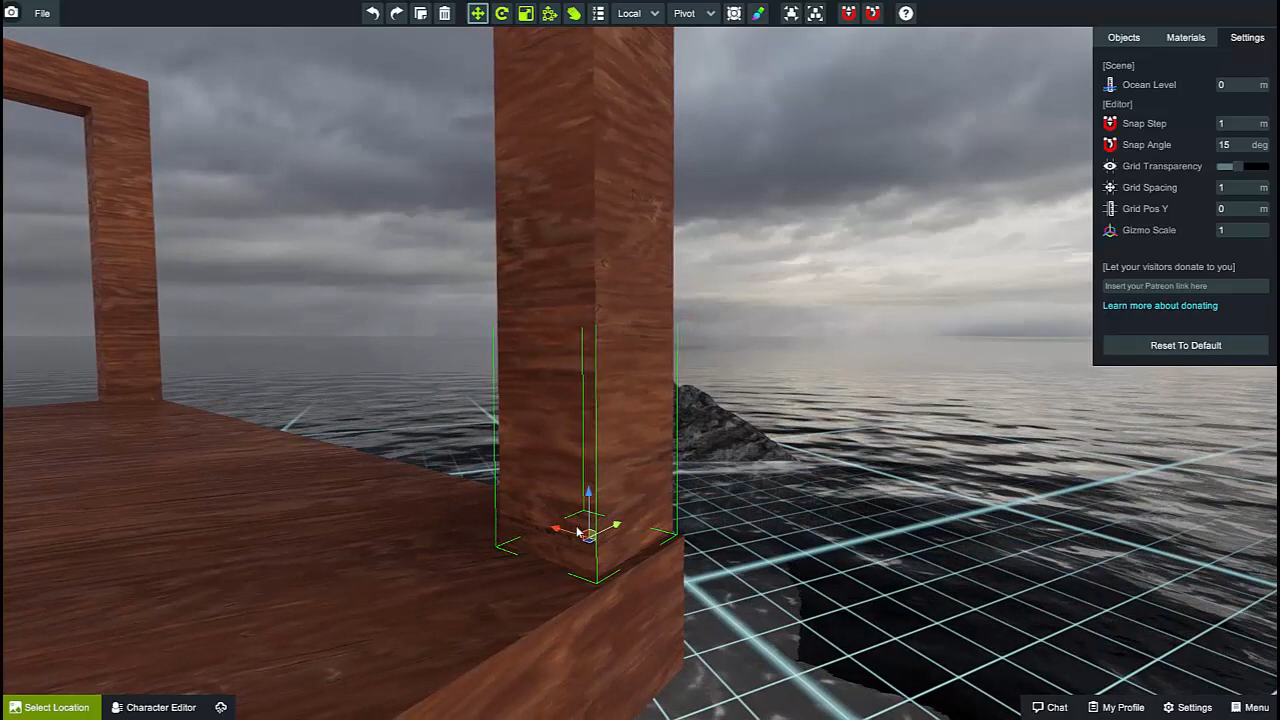 File
Local
Pivot
Objects
Materials
Settings
[Scene]
Ocean Level 0 m
[Editor]
Snap Step 1 m
Snap Angle 15 deg
Grid Transparency
Grid Spacing 1 m
Grid Pos Y 0 m
Gizmo Scale 1
[Let your visitors donate to you]
Insert your Patreon link here
Learn more about donating
Reset To Default
Select Location
Character Editor
Chat
My Profile
Settings
Menu